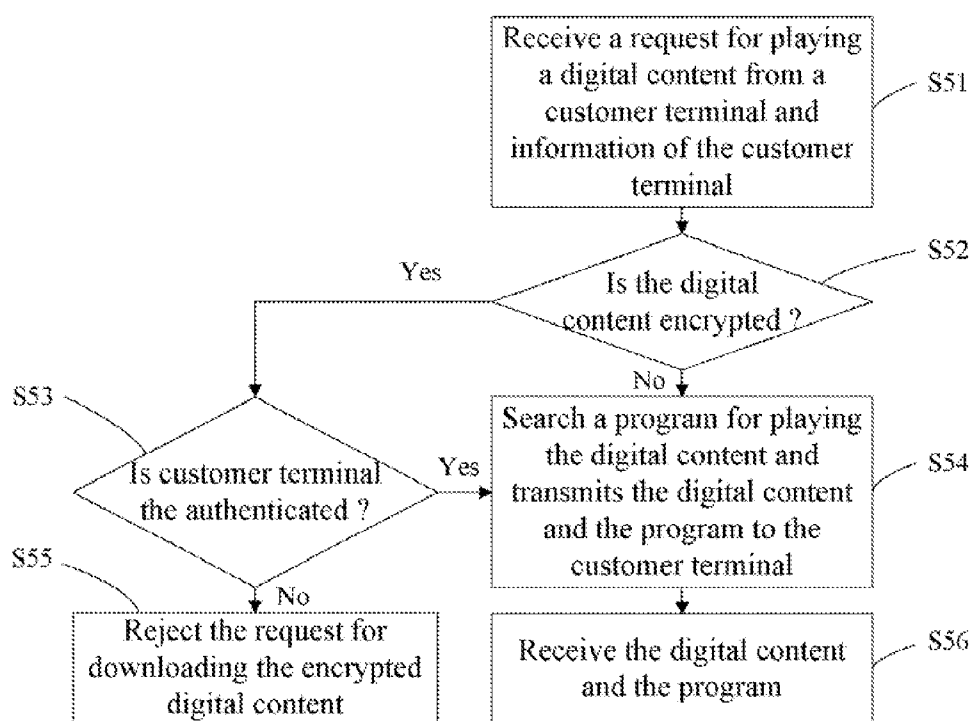 Receive a request for playing
a digital content from a
customer terminal and
information of the customer
terminal
S51
S52
Yes
Is the digital
content encrypted ?
No
S53
Is customer terminal
the authenticated ?
Yes
Search a program for playing
the digital content and
transmits the digital content
and the program to the
customer terminal
S54
S55
No
Reject the request for
downloading the encrypted
digital content
Receive the digital content
and the program
S56